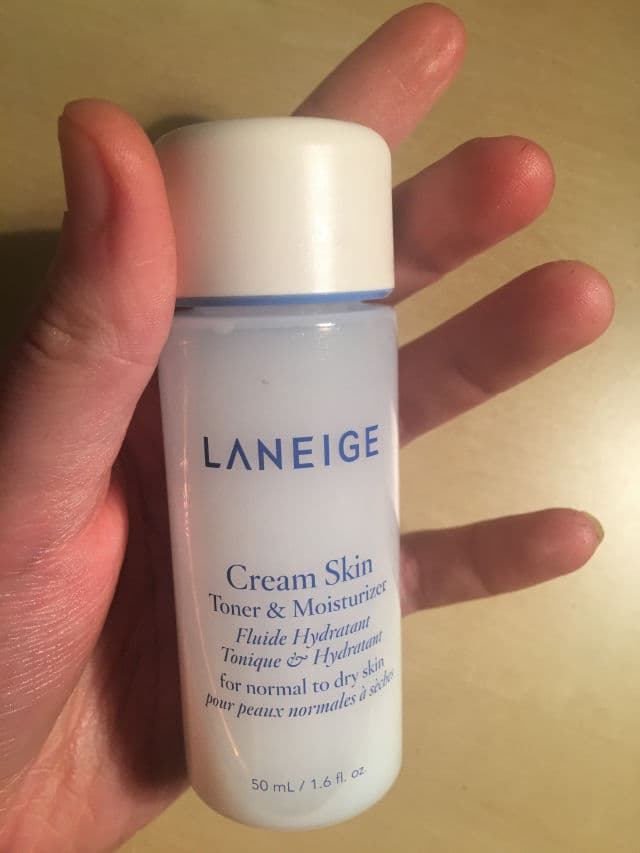 LANEIGE
Cream Skin
Toner & Moisturizer
Fluide Hydratant
Tonique & Hydratant
for normal to dry skin
pour peaux normales à sèches
50 mL / 1.6 fl. oz.